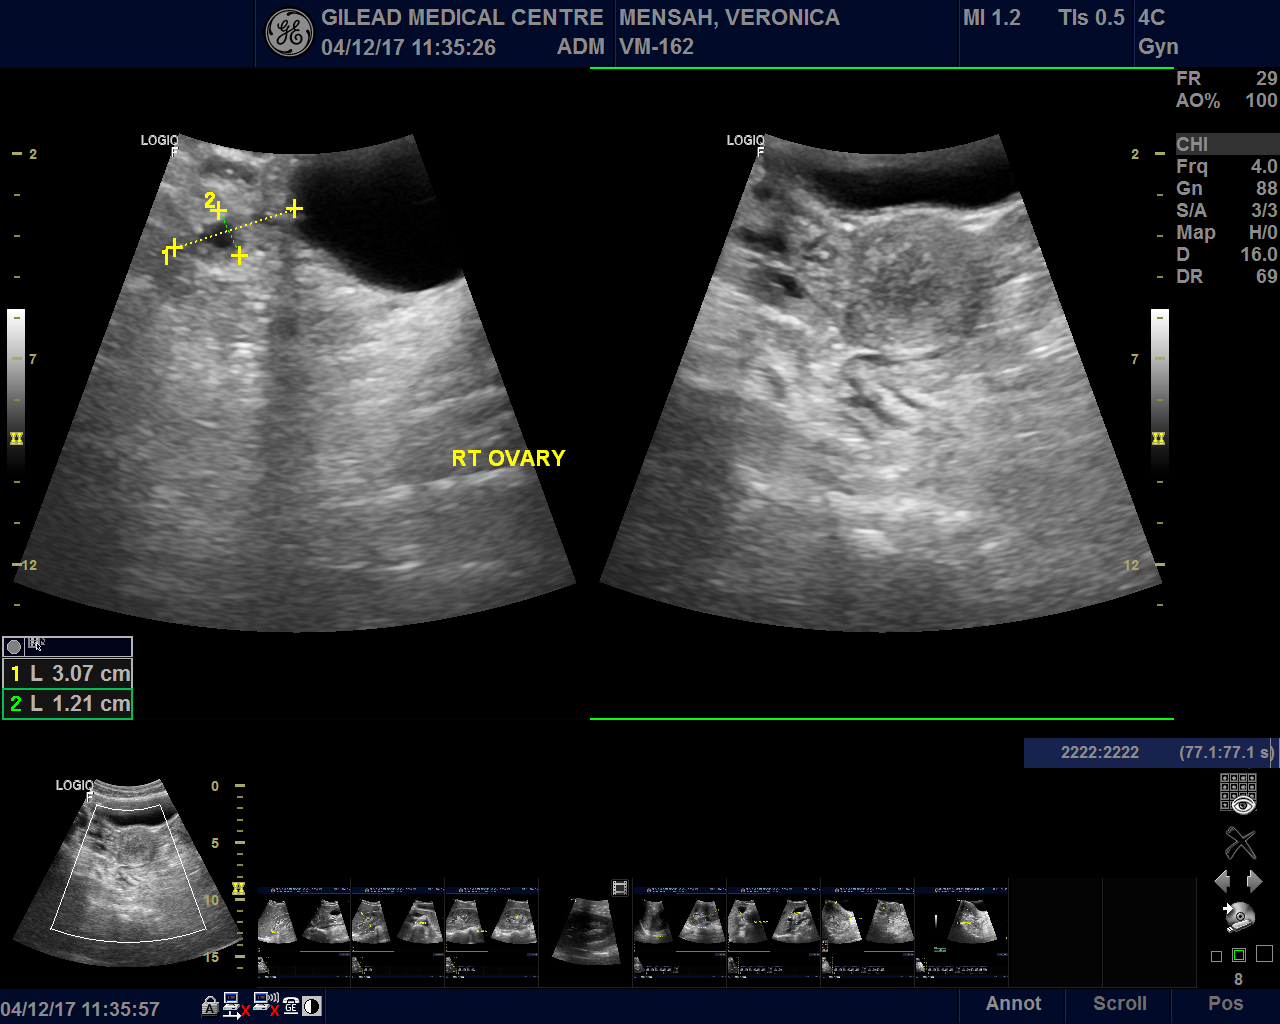 GILEAD MEDICAL CENTRE
04/12/17 11:35:26 ADM
MENSAH, VERONICA
VM-162
MI 1.2 TIs 0.5
4C
Gyn
FR 29
AO% 100
CHI
Frq 4.0
Gn 88
S/A 3/3
Map H/0
D 16.0
DR 69
LOGIQ
F
2
7
12
1
2
RT OVARY
LOGIQ
F
2
7
12
1 L 3.07 cm
2 L 1.21 cm
2222:2222 (77.1:77.1 s)
LOGIQ
F
0
5
10
15
8
04/12/17 11:35:57
GE
Annot
Scroll
Pos